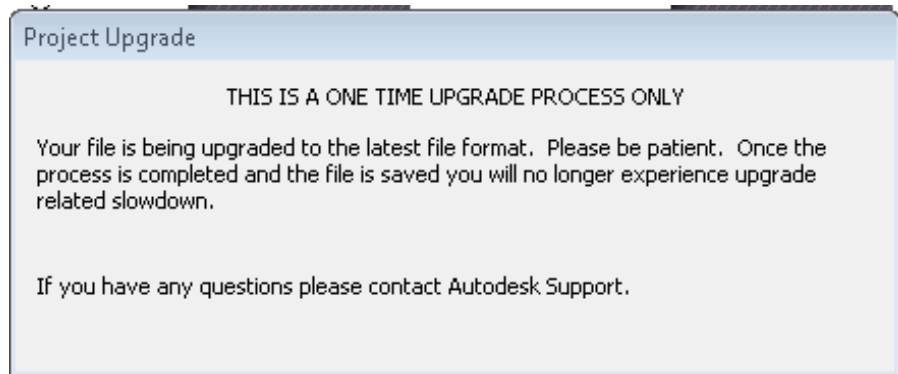 Project Upgrade
THIS IS A ONE TIME UPGRADE PROCESS ONLY
Your file is being upgraded to the latest file format.  Please be patient.  Once the
process is completed and the file is saved you will no longer experience upgrade
related slowdown.
If you have any questions please contact Autodesk Support.